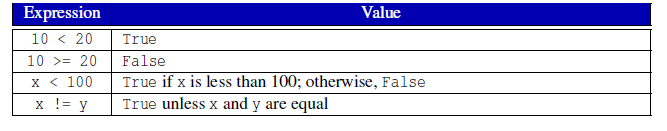 Expression Value
10 < 20 True
10 >= 20 False
x < 100 True if x is less than 100; otherwise, False
x != y True unless x and y are equal